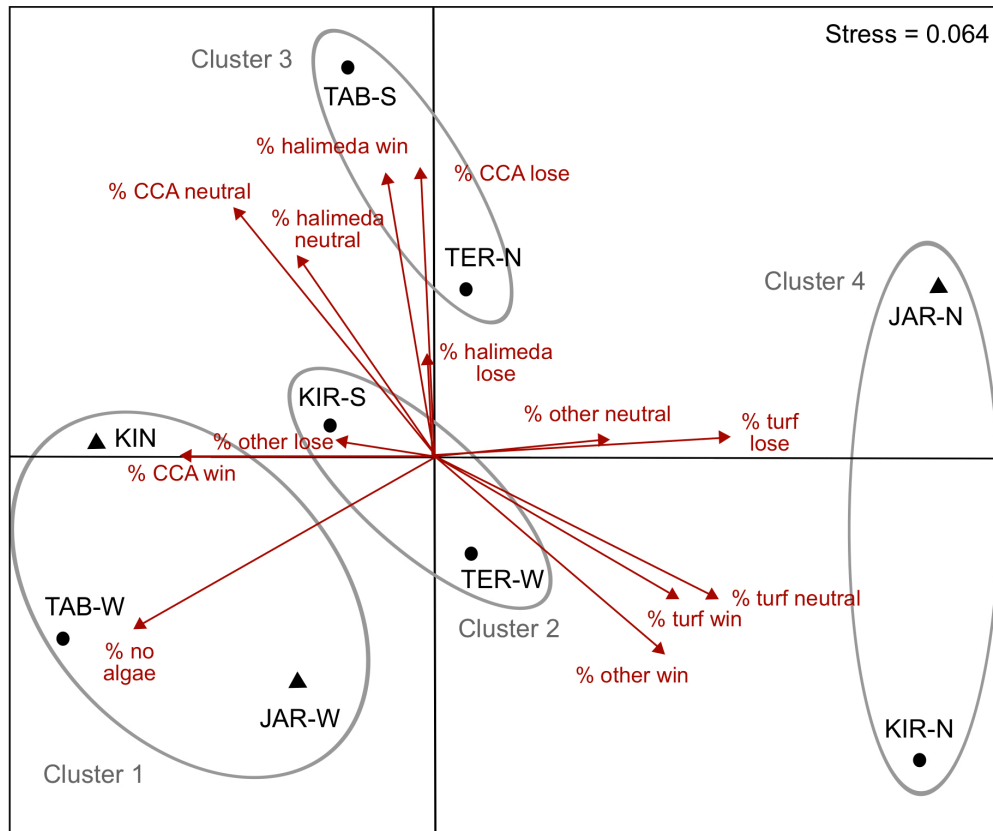 Stress = 0.064
Cluster 3
TAB-S
% halimeda win
% CCA lose
% CCA neutral
% halimeda
neutral
TER-N
Cluster 4
JAR-N
% halimeda
lose
KIR-S
% other neutral
% turf
lose
KIN
% other lose
% CCA win
TER-W
TAB-W
% turf neutral
% turf win
Cluster 2
% no
algae
% other win
JAR-W
KIR-N
Cluster 1